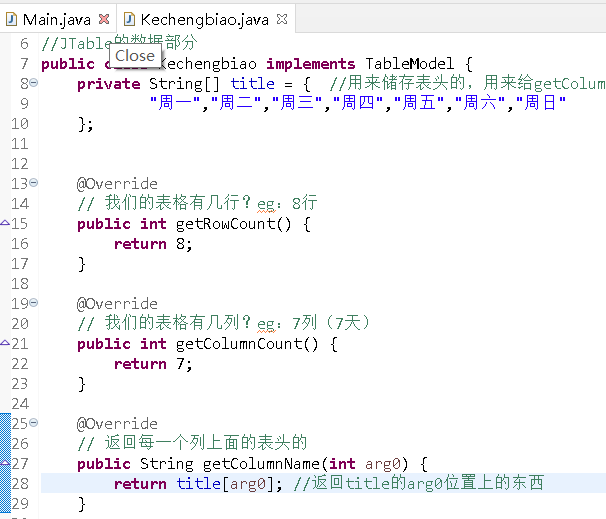 Main.java Kechengbiao.java
6 //JTable的数据部分
Close
7 public Kechengbiao implements TableModel {
8 private String[] title = { //用来储存表头的，用来给getColum
9 "周一","周二","周三","周四","周五","周六","周日"
10 };
11
12
13 @Override
14 // 我们的表格有几行？eg：8行
15 public int getRowCount() {
16 return 8;
17 }
18
19 @Override
20 // 我们的表格有几列？eg：7列（7天）
21 public int getColumnCount() {
22 return 7;
23 }
24
25 @Override
26 // 返回每一个列上面的表头的
27 public String getColumnName(int arg0) {
28 return title[arg0]; //返回title的arg0位置上的东西
29 }